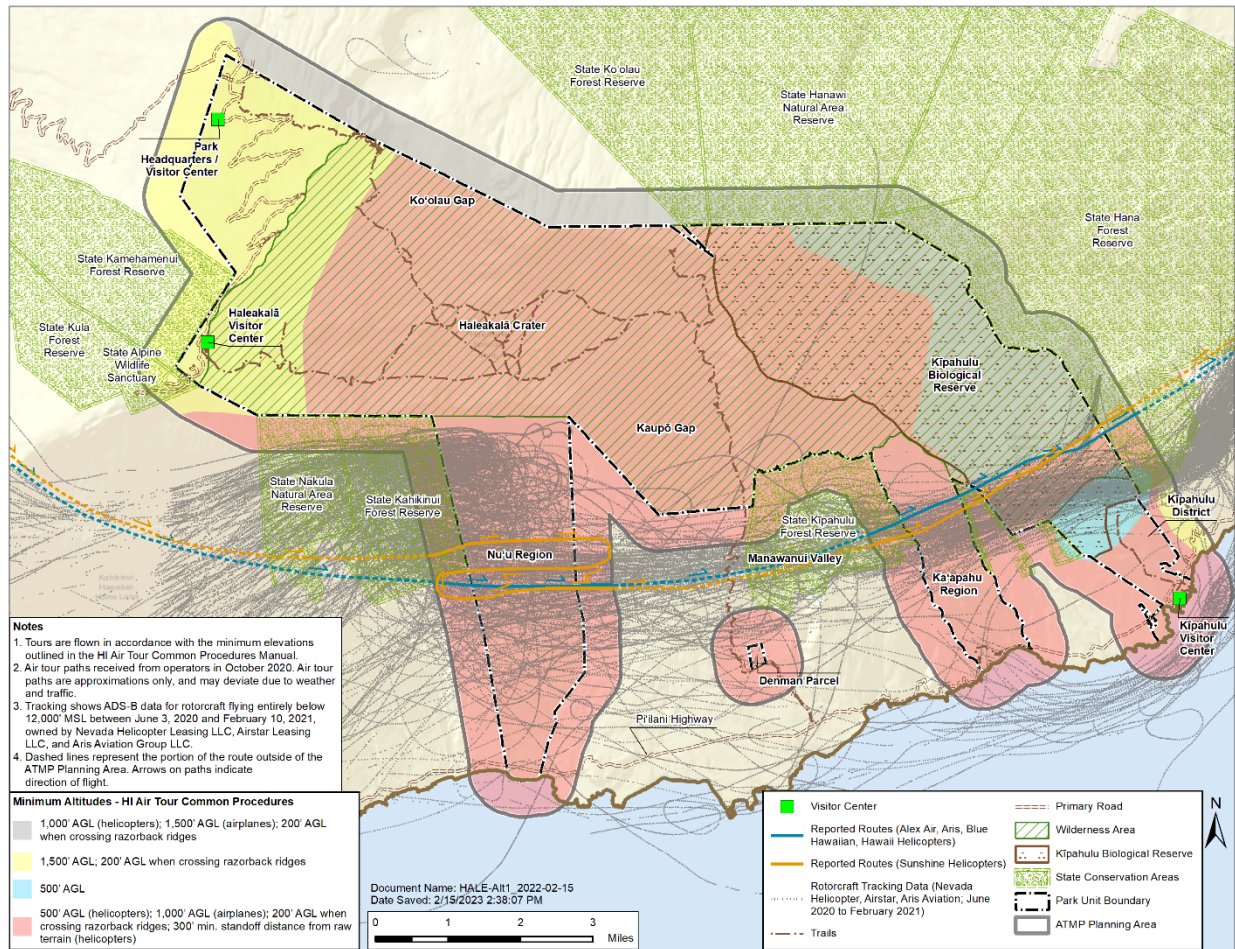 State Ko'olau
Forest Reserve
State Hanawi
Natural Area
Reserve
Park
Headquarters /
Visitor Center
Ko'olau Gap
State Hana
Forest
Reserve
State Kamehamenui
Forest Reserve
State Kula
Forest
Reserve
State Alpine
Wildlife
Sanctuary
Haleakalā
Visitor
Center
Haleakalā Crater
Kīpahulu
Biological
Reserve
Kaupō Gap
State Nakula
Natural Area
Reserve
State Kahikinui
Forest Reserve
Nu'u Region
State Kīpahulu
Forest Reserve
Manawainui Valley
Kīpahulu
District
Ka'āpahu
Region
Kīpahulu
Visitor
Center
Kahikinui,
Hawaiian
Home Lands
Denman Parcel
Pi'ilani Highway
Notes
1. Tours are flown in accordance with the minimum elevations
outlined in the HI Air Tour Common Procedures Manual.
2. Air tour paths received from operators in October 2020. Air tour
paths are approximations only, and may deviate due to weather
and traffic.
3. Tracking shows ADS-B data for rotorcraft flying entirely below
12,000' MSL between June 3, 2020 and February 10, 2021,
owned by Nevada Helicopter Leasing LLC, Airstar Leasing
LLC, and Aris Aviation Group LLC.
4. Dashed lines represent the portion of the route outside of the
ATMP Planning Area. Arrows on paths indicate
direction of flight.
Minimum Altitudes - HI Air Tour Common Procedures
1,000' AGL (helicopters); 1,500' AGL (airplanes); 200' AGL
when crossing razorback ridges
1,500' AGL; 200' AGL when crossing razorback ridges
500' AGL
500' AGL (helicopters); 1,000' AGL (airplanes); 200' AGL when
crossing razorback ridges; 300' min. standoff distance from raw
terrain (helicopters)
Document Name: HALE-Alt1_2022-02-15
Date Saved: 2/15/2023 2:38:07 PM
0 1 2 3
Miles
Visitor Center
Reported Routes (Alex Air, Aris, Blue
Hawaiian, Hawaii Helicopters)
Reported Routes (Sunshine Helicopters)
Rotorcraft Tracking Data (Nevada
Helicopter, Airstar, Aris Aviation; June
2020 to February 2021)
Trails
Primary Road
Wilderness Area
Kīpahulu Biological Reserve
State Conservation Areas
Park Unit Boundary
ATMP Planning Area
N